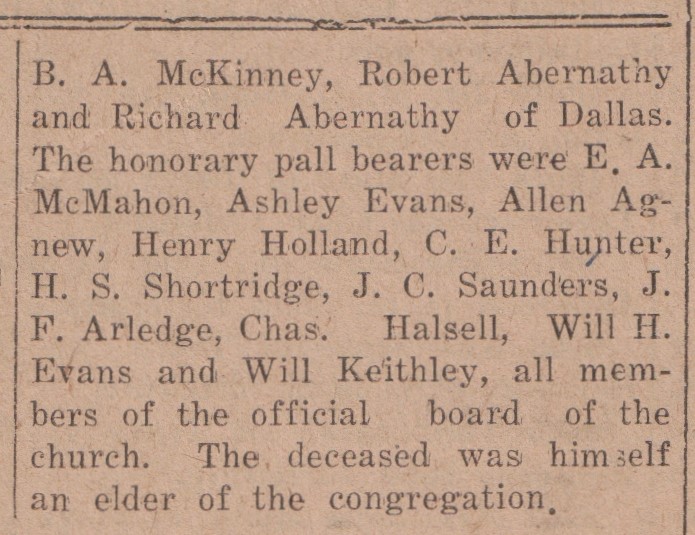 B. A. McKinney, Robert Abernathy
and Richard Abernathy of Dallas.
The honorary pall bearers were E. A.
McMahon, Ashley Evans, Allen Ag-
new, Henry Holland, C. E. Hunter,
H. S. Shortridge, J. C. Saunders, J.
F. Arledge, Chas. Halsell, Will H.
Evans and Will Keithley, all mem-
bers of the official board of the
church. The deceased was himself
an elder of the congregation.